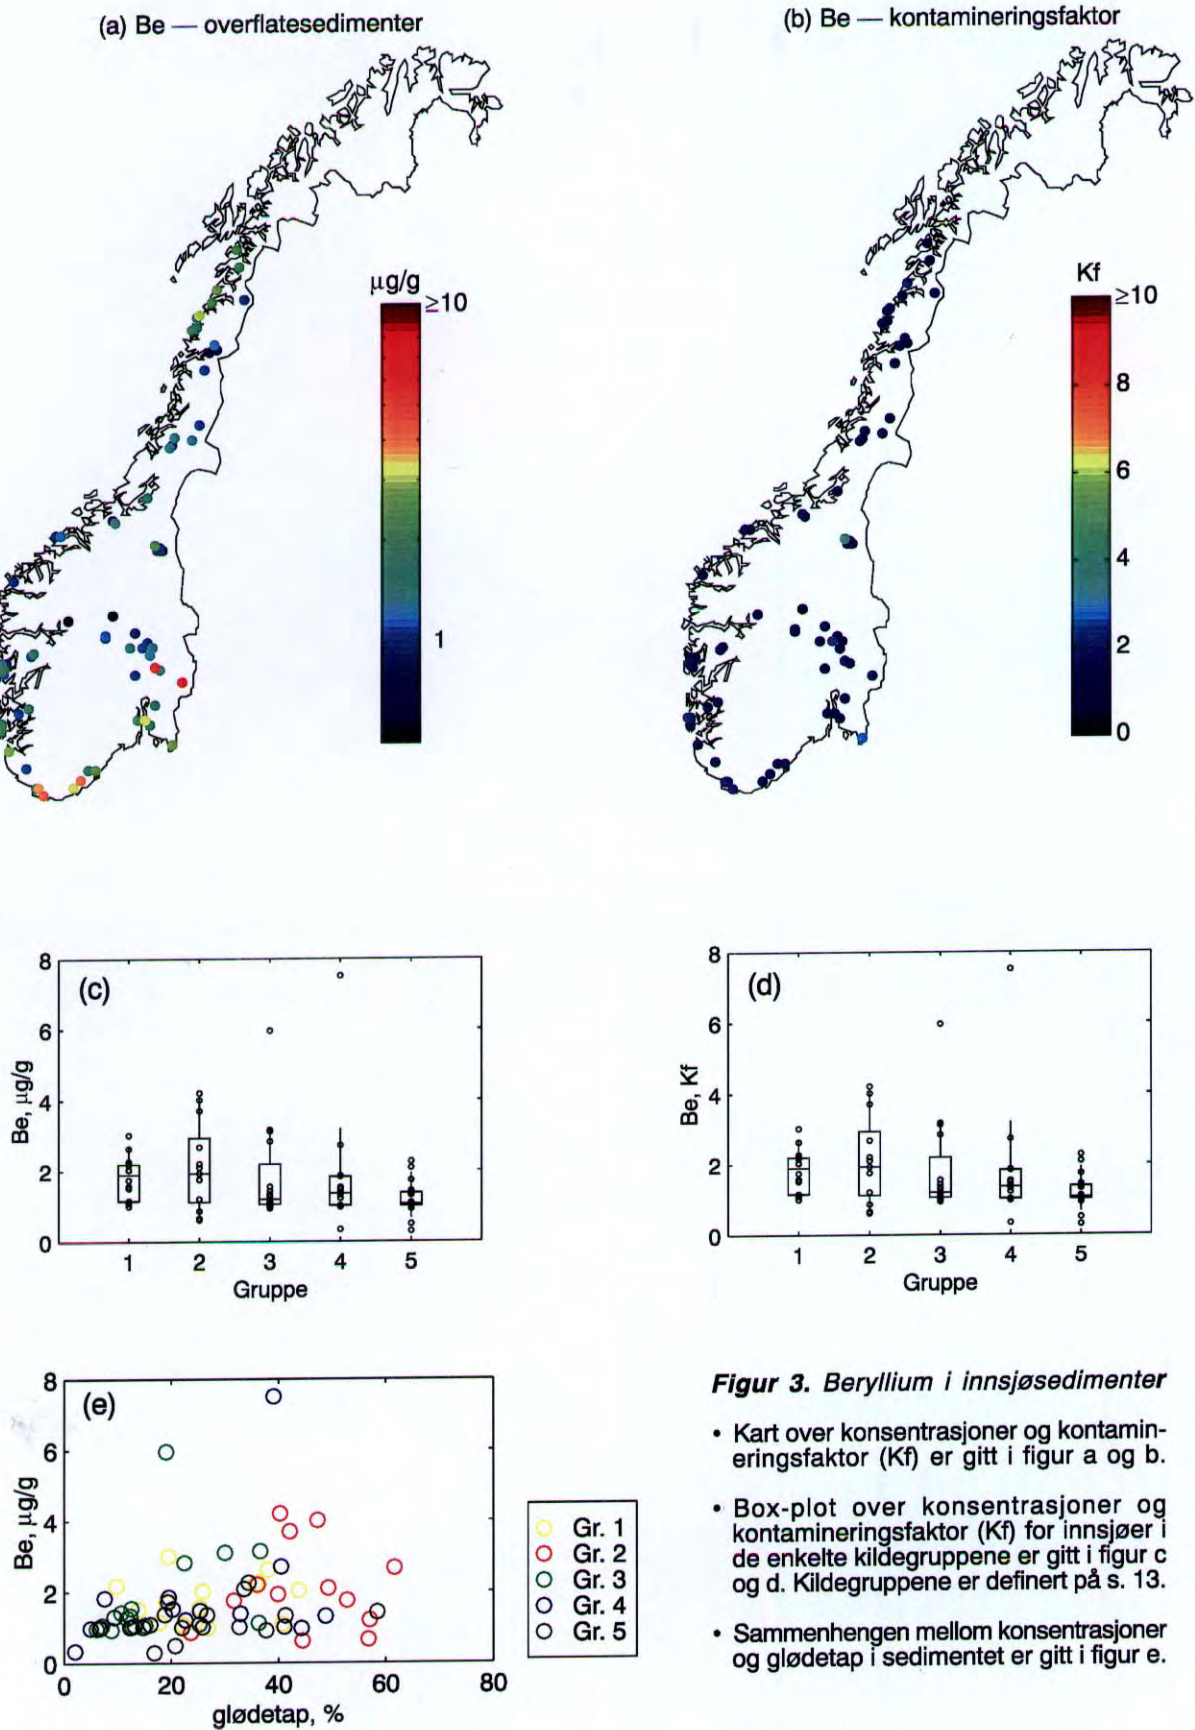 (a) Be — overflatesedimenter
(b) Be — kontamineringsfaktor
μg/g
≥10
1
Kf
≥10
8
6
4
2
0
(c)
Be, μg/g
8
6
4
2
0
1 2 3 4 5
Gruppe
(d)
Be, Kf
8
6
4
2
0
1 2 3 4 5
Gruppe
(e)
Be, μg/g
8
6
4
2
0
0 20 40 60 80
glødetap, %
Gr. 1
Gr. 2
Gr. 3
Gr. 4
Gr. 5
Figur 3. Beryllium i innsjøsedimenter
• Kart over konsentrasjoner og kontamin-
eringsfaktor (Kf) er gitt i figur a og b.
• Box-plot over konsentrasjoner og
kontamineringsfaktor (Kf) for innsjøer i
de enkelte kildegruppene er gitt i figur c
og d. Kildegruppene er definert på s. 13.
• Sammenhengen mellom konsentrasjoner
og glødetap i sedimentet er gitt i figur e.